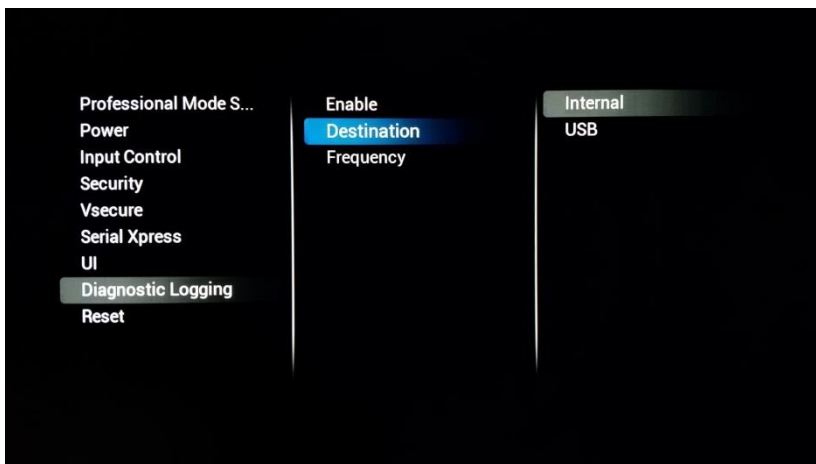 Professional Mode S...
Power
Input Control
Security
Vsecure
Serial Xpress
UI
Diagnostic Logging
Reset
Enable
Destination
Frequency
Internal
USB